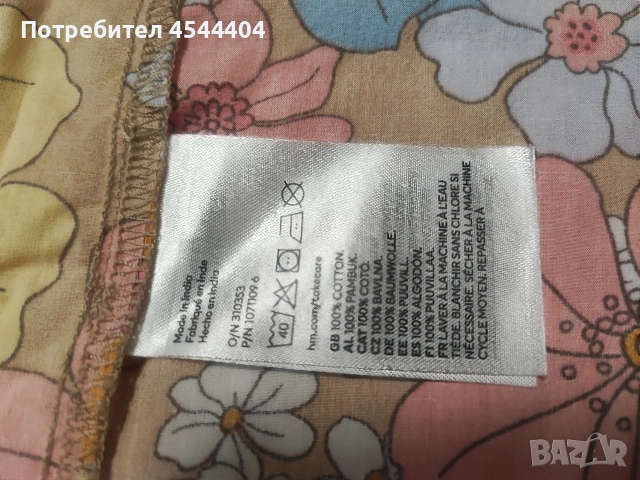 Потребител 4544404
Made in India
Fabriqué en Inde
Hecho en India
O/N 310353
P/N 1071109 6
40
hm.com/takecare
GB 100% COTTON.
AL 100% PAMBUK.
CAT 100% COTÓ.
CZ 100% BAVLNA.
DE 100% BAUMWOLLE.
EE 100% PUUVILL.
ES 100% ALGODÓN.
FI 100% PUUVILLAA.
FR LAVER À LA MACHINE À L'EAU
TIÈDE. BLANCHIR SANS CHLORE SI
NÉCESSAIRE. SÉCHER À LA MACHINE
CYCLE MOYEN. REPASSER À
BAZAR